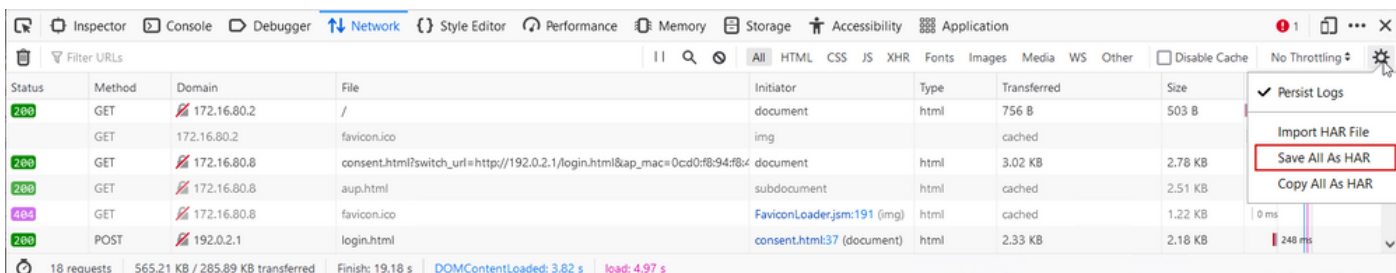 Inspector Console Debugger Network {} Style Editor Performance Memory Storage Accessibility Application 1
Filter URLs All HTML CSS JS XHR Fonts Images Media WS Other Disable Cache No Throttling
Status Method Domain File Initiator Type Transferred Size
200 GET 172.16.80.2 / document html 756 B 503 B
GET 172.16.80.2 favicon.ico img cached
200 GET 172.16.80.8 consent.html?switch_url=http://192.0.2.1/login.html&ap_mac=0c:d0:f8:94:f8:4 document html 3.02 KB 2.78 KB
200 GET 172.16.80.8 aup.html subdocument html cached 2.51 KB
404 GET 172.16.80.8 favicon.ico FaviconLoader.jsm:191 (img) html cached 1.22 KB 0 ms
200 POST 192.0.2.1 login.html consent.html:37 (document) html 2.33 KB 2.18 KB 248 ms
18 requests 565.21 KB / 285.89 KB transferred Finish: 19.18 s DOMContentLoaded: 3.82 s load: 4.97 s
Persist Logs
Import HAR File
Save All As HAR
Copy All As HAR